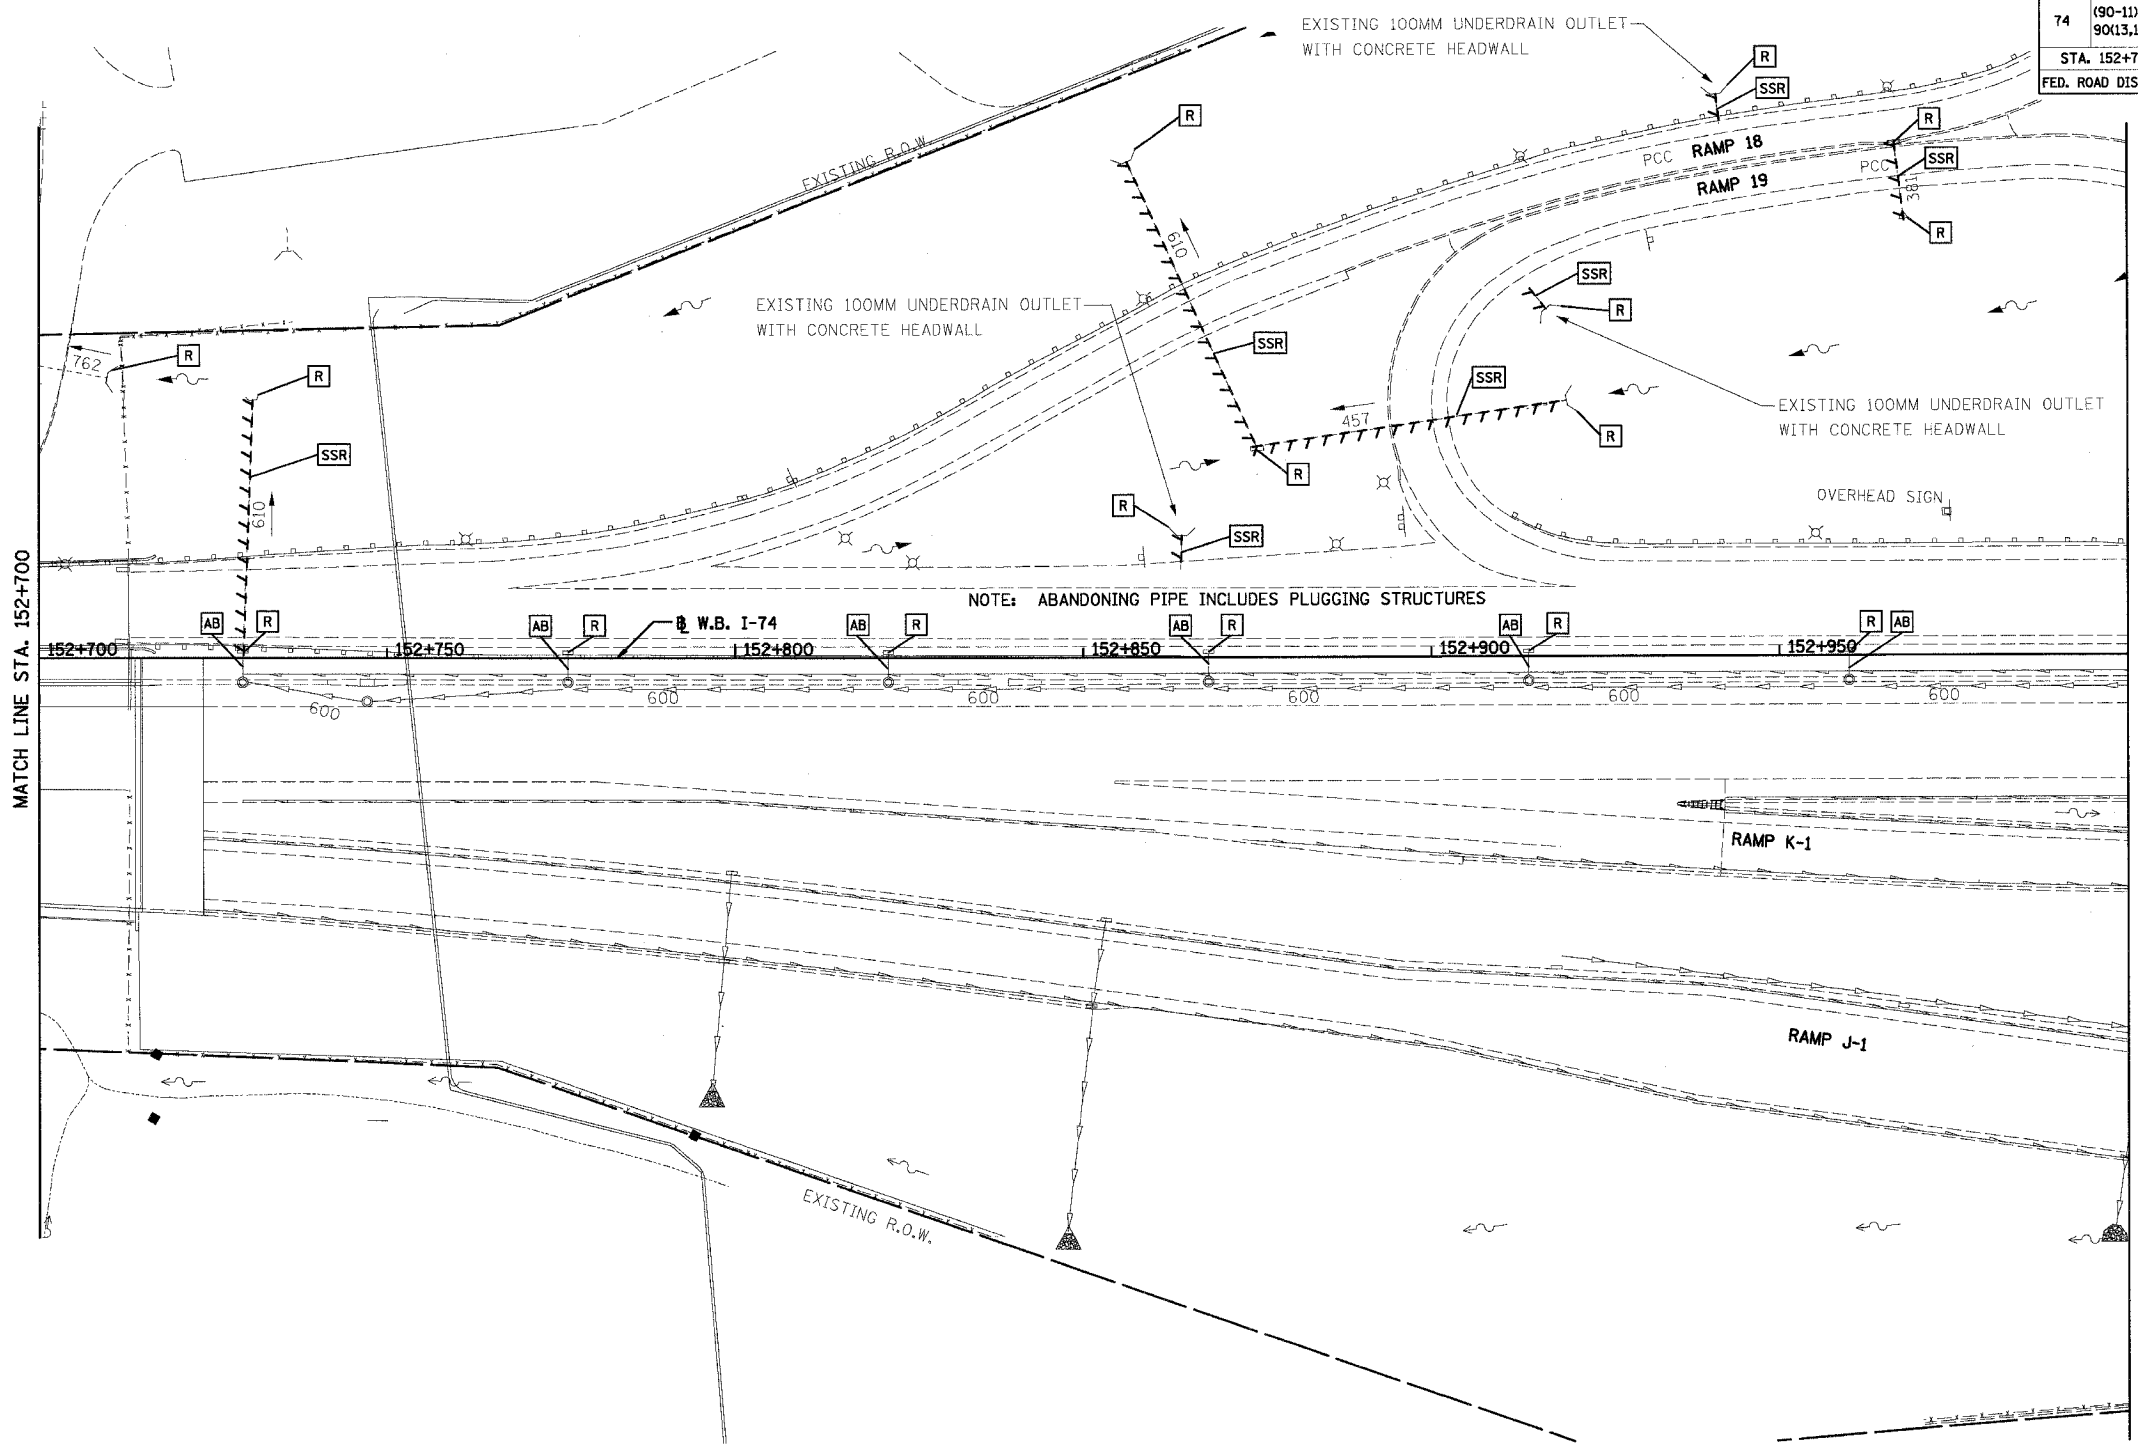 EXISTING 100MM UNDERDRAIN OUTLET
WITH CONCRETE HEADWALL
74
(90-11)
90(13,1
STA. 152+7
FED. ROAD DIS
R
SSR
R
R
EXISTING R.O.W.
PCC
RAMP 18
PCC
SSR
RAMP 19
381
R
610
SSR
EXISTING 100MM UNDERDRAIN OUTLET
WITH CONCRETE HEADWALL
R
SSR
762
R
R
SSR
457
EXISTING 100MM UNDERDRAIN OUTLET
WITH CONCRETE HEADWALL
R
SSR
R
610
R
SSR
OVERHEAD SIGN
MATCH LINE STA. 152+700
NOTE: ABANDONING PIPE INCLUDES PLUGGING STRUCTURES
AB
R
AB
R
W.B. I-74
AB
R
AB
R
AB
R
R
AB
152+700
152+750
152+800
152+850
152+900
152+950
600
600
600
600
600
600
RAMP K-1
RAMP J-1
EXISTING R.O.W.